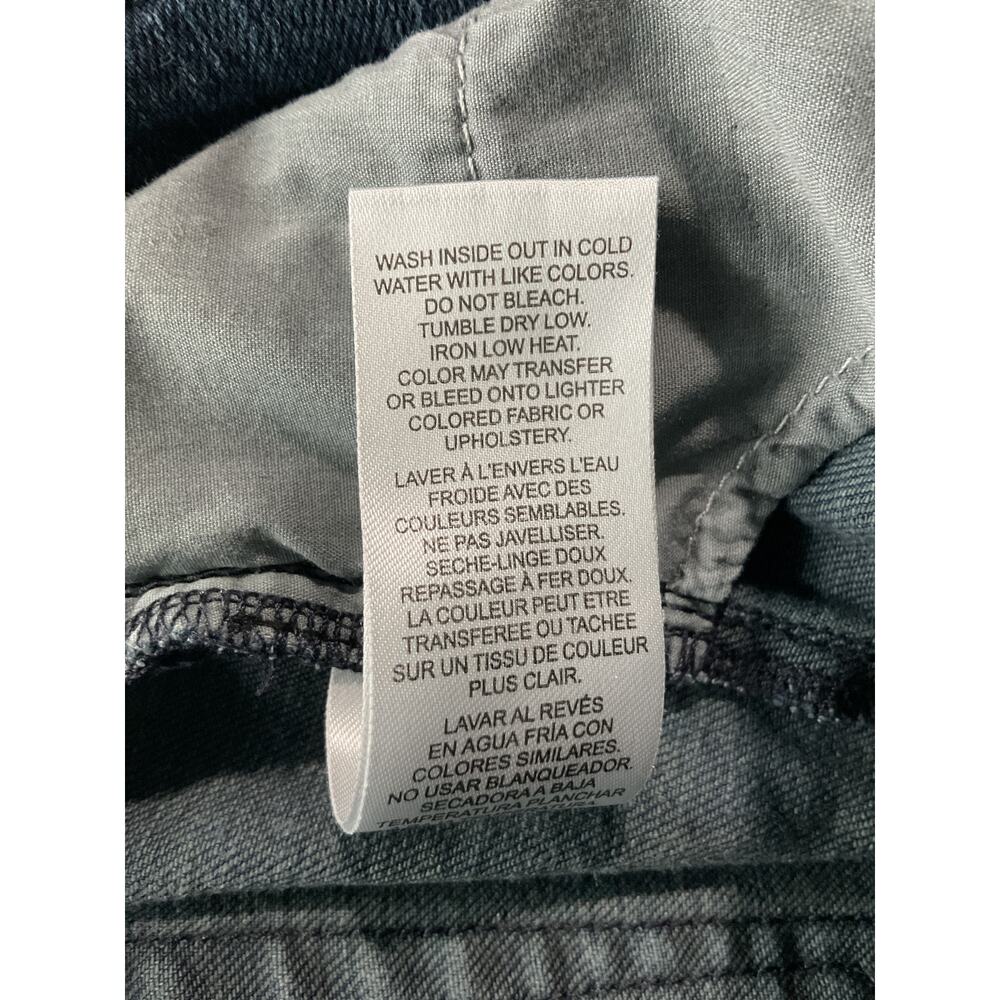 WASH INSIDE OUT IN COLD
WATER WITH LIKE COLORS.
DO NOT BLEACH.
TUMBLE DRY LOW.
IRON LOW HEAT.
COLOR MAY TRANSFER
OR BLEED ONTO LIGHTER
COLORED FABRIC OR
UPHOLSTERY.
LAVER À L'ENVERS L'EAU
FROIDE AVEC DES
COULEURS SEMBLABLES.
NE PAS JAVELLISER.
SECHE-LINGE DOUX
REPASSAGE À FER DOUX.
LA COULEUR PEUT ETRE
TRANSFEREE OU TACHEE
SUR UN TISSU DE COULEUR
PLUS CLAIR.
LAVAR AL REVÉS
EN AGUA FRÍA CON
COLORES SIMILARES.
NO USAR BLANQUEADOR.
SECADORA A BAJA
TEMPERATURA PLANCHAR